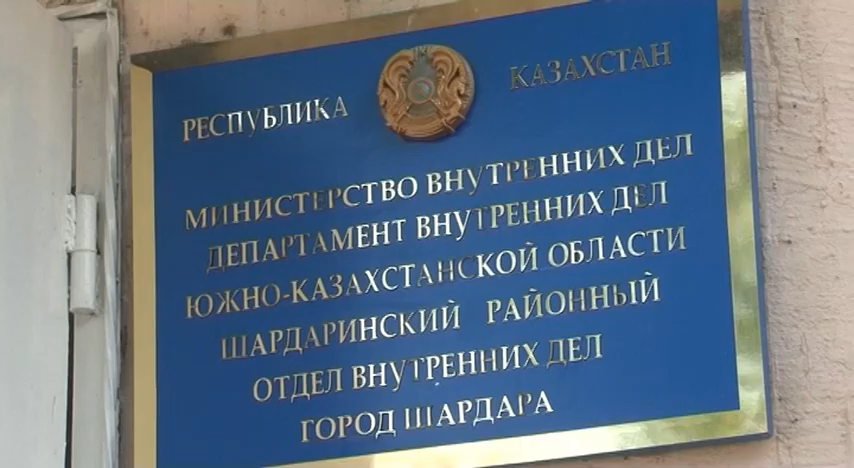 РЕСПУБЛИКА КАЗАХСТАН
МИНИСТЕРСТВО ВНУТРЕННИХ ДЕЛ
ДЕПАРТАМЕНТ ВНУТРЕННИХ ДЕЛ
ЮЖНО-КАЗАХСТАНСКОЙ ОБЛАСТИ
ШАРДАРИНСКИЙ РАЙОННЫЙ
ОТДЕЛ ВНУТРЕННИХ ДЕЛ
ГОРОД ШАРДАРА